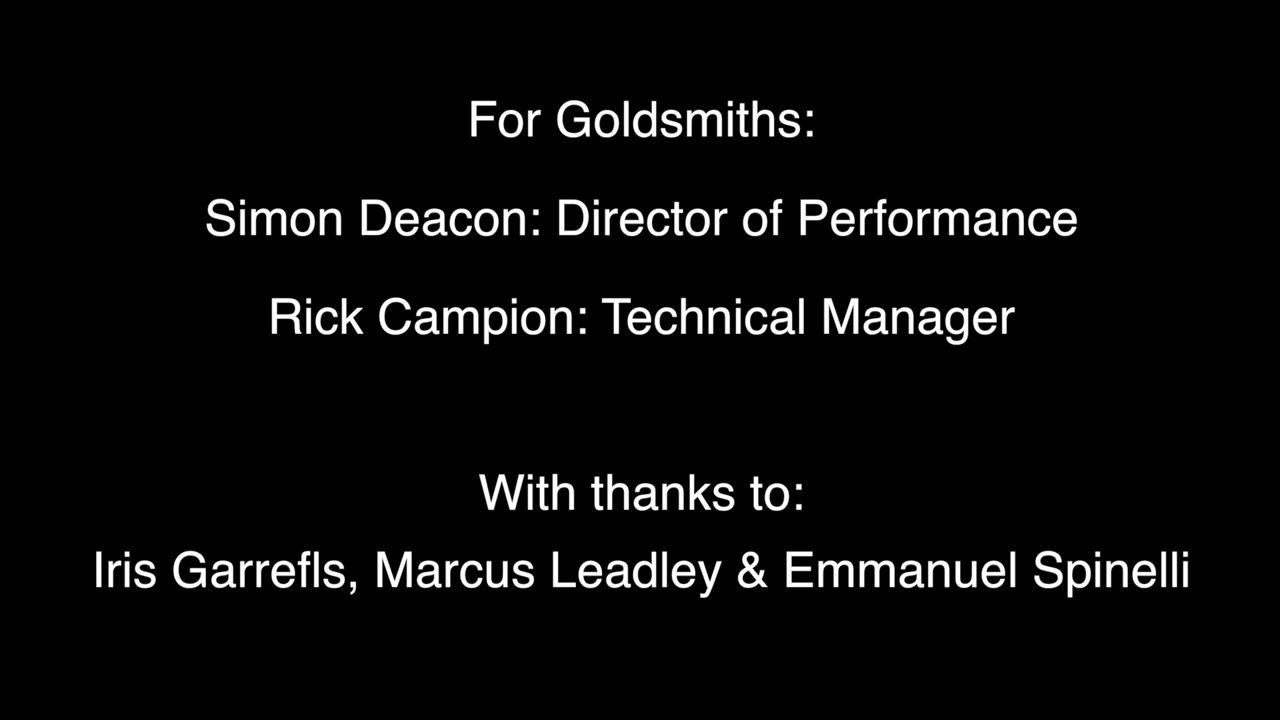 For Goldsmiths:
Simon Deacon: Director of Performance
Rick Campion: Technical Manager
With thanks to:
Iris Garrefls, Marcus Leadley & Emmanuel Spinelli